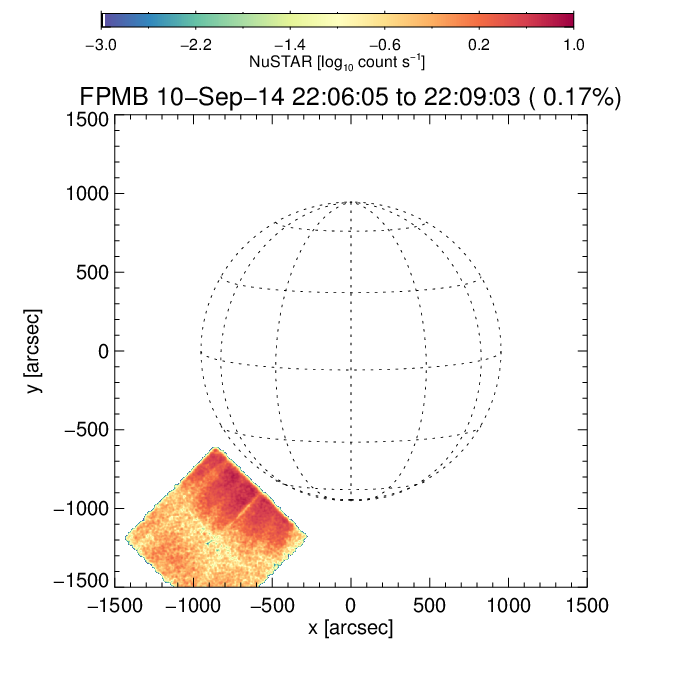 −3.0 −2.2 −1.4 −0.6 0.2 1.0
NuSTAR [log₁₀ count s⁻¹]
FPMB 10−Sep−14 22:06:05 to 22:09:03 ( 0.17%)
1500
1000
500
0
−500
−1000
−1500
y [arcsec]
−1500 −1000 −500 0 500 1000 1500
x [arcsec]